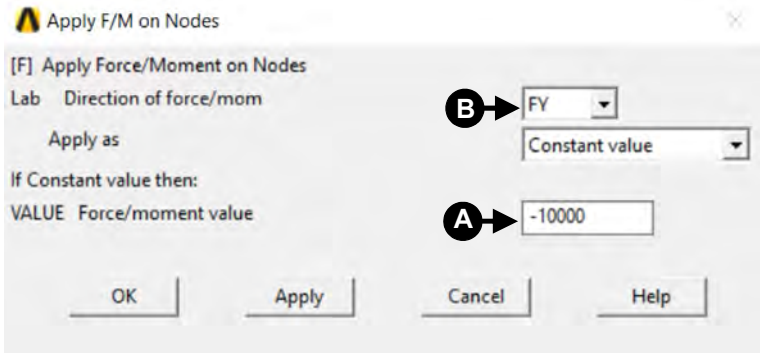 Apply F/M on Nodes
[F] Apply Force/Moment on Nodes
Lab Direction of force/mom B FY
Apply as Constant value
If Constant value then:
VALUE Force/moment value A -10000
OK Apply Cancel Help